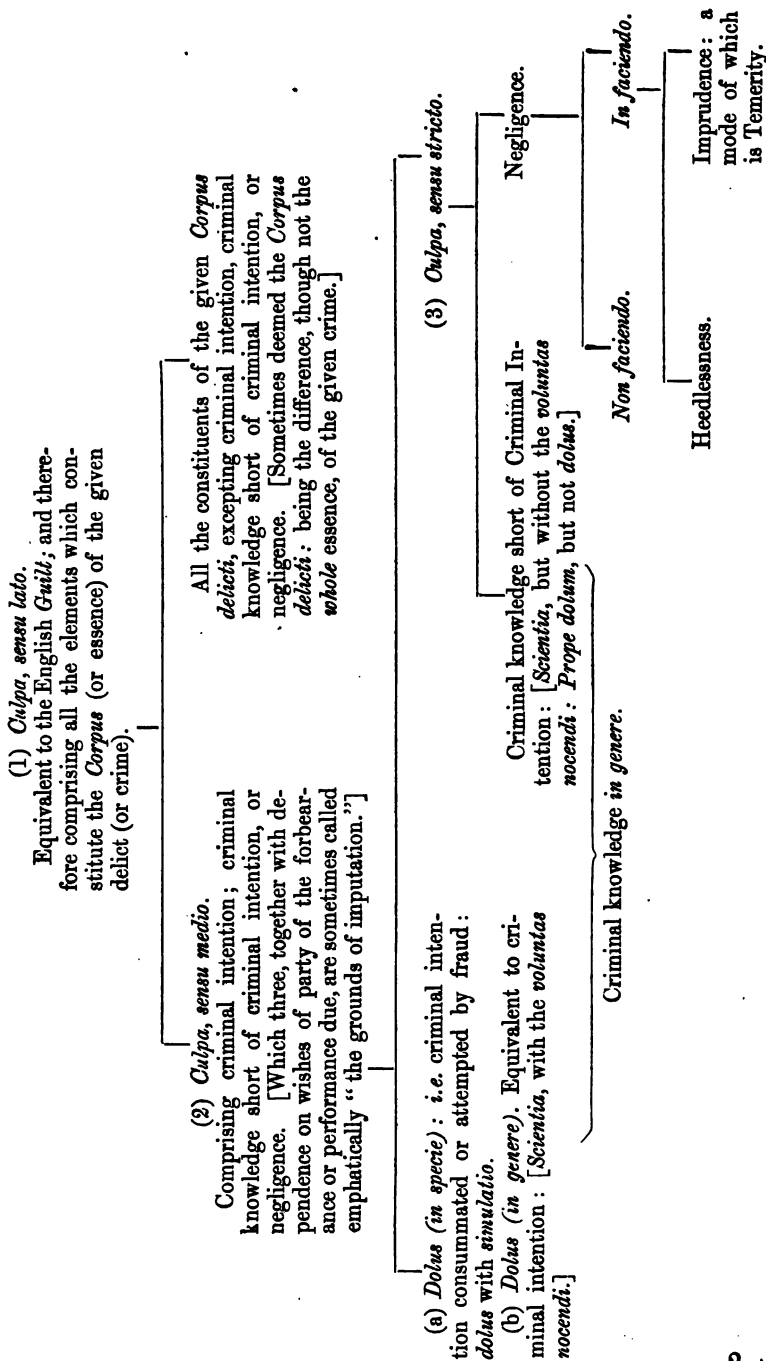 (1) Culpa, sensu lato.
Equivalent to the English Guilt; and there-
fore comprising all the elements which con-
stitute the Corpus (or essence) of the given
delict (or crime).
(2) Culpa, sensu medio.
Comprising criminal intention; criminal
knowledge short of criminal intention, or
negligence. [Which three, together with de-
pendence on wishes of party of the forbear-
ance or performance due, are sometimes called
emphatically “the grounds of imputation.”]
All the constituents of the given Corpus
delicti, excepting criminal intention, criminal
knowledge short of criminal intention, or
negligence. [Sometimes deemed the Corpus
delicti: being the difference, though not the
whole essence, of the given crime.]
(a) Dolus (in specie): i.e. criminal inten-
tion consummated or attempted by fraud:
dolus with simulatio.
(b) Dolus (in genere). Equivalent to cri-
minal intention: [Scientia, with the voluntas
nocendi.]
(3) Culpa, sensu stricto.
Criminal knowledge short of Criminal In-
tention: [Scientia, but without the voluntas
nocendi: Prope dolum, but not dolus.]
Negligence.
Criminal knowledge in genere.
Non faciendo.
In faciendo.
Heedlessness.
Imprudence: a
mode of which
is Temerity.